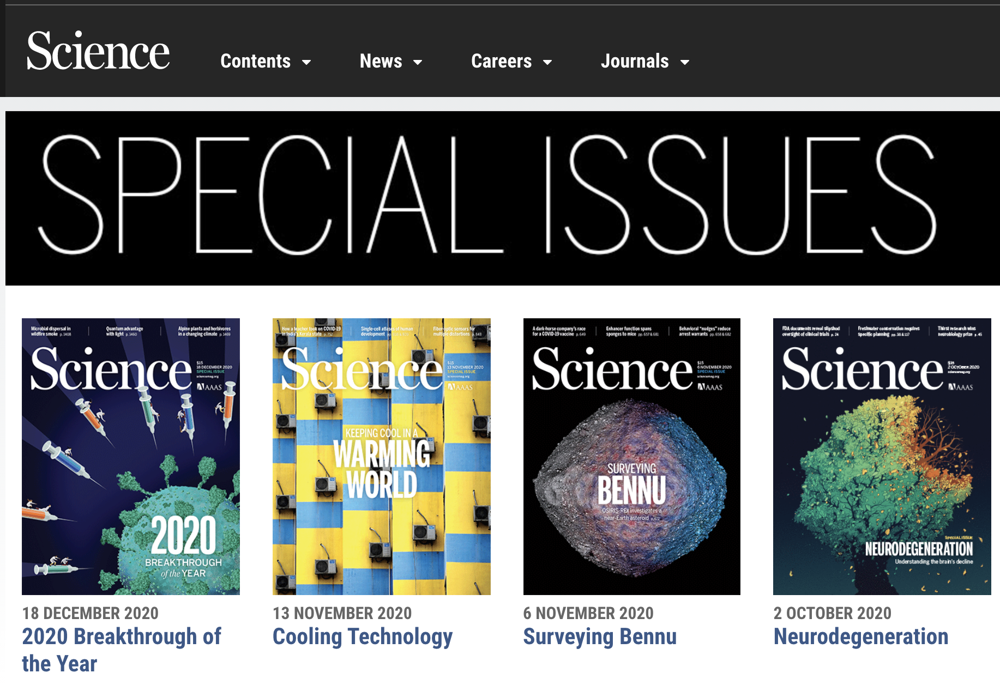 Science
Contents
News
Careers
Journals
SPECIAL ISSUES
Microbial dispersal in
wildfire smoke p. 1408
Quantum advantage
with light p. 1460
Alpine plants and herbivores
in a changing climate p. 1469
Science
$15
18 DECEMBER 2020
SPECIAL ISSUE
sciencemag.org
AAAS
2020
BREAKTHROUGH
of the YEAR
18 DECEMBER 2020
2020 Breakthrough of
the Year
How a teacher took on COVID-19
in India's Kerala state p. 752
Single-cell atlases of human
development
Fiber-optic sensors for
multiple distortions p. 848
Science
$15
13 NOVEMBER 2020
SPECIAL ISSUE
sciencemag.org
AAAS
KEEPING COOL IN A
WARMING
WORLD
13 NOVEMBER 2020
Cooling Technology
A dark-horse company's race
for a COVID-19 vaccine p. 649
Enhancer function spans
sponges to mice pp. 657 & 681
Behavioral "nudges" reduce
arrest warrants pp. 658 & 682
Science
$15
6 NOVEMBER 2020
SPECIAL ISSUE
sciencemag.org
AAAS
SURVEYING
BENNU
OSIRIS-REx investigates a
near-Earth asteroid
6 NOVEMBER 2020
Surveying Bennu
FDA documents reveal slipshod
oversight of clinical trials p. 24
Freshwater conservation requires
specific planning pp. 38 & 117
Thirst research wins
neurobiology prize p. 45
Science
$15
2 OCTOBER 2020
sciencemag.org
AAAS
SPECIAL ISSUE
NEURODEGENERATION
Understanding the brain's decline
2 OCTOBER 2020
Neurodegeneration